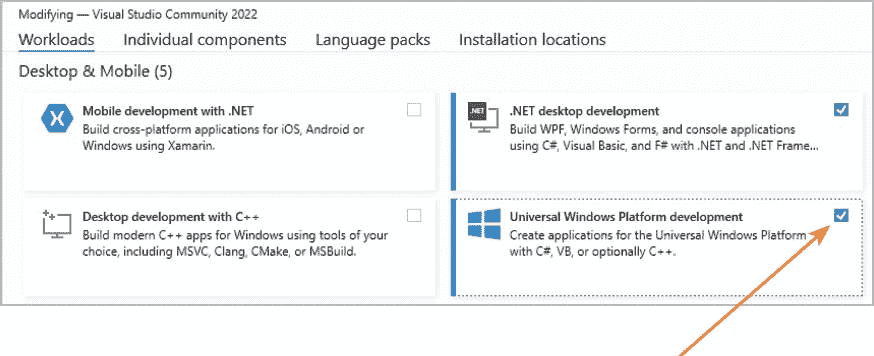 Modifying — Visual Studio Community 2022
Workloads Individual components Language packs Installation locations
Desktop & Mobile (5)
Mobile development with .NET
Build cross-platform applications for iOS, Android or
Windows using Xamarin.
.NET
.NET desktop development
Build WPF, Windows Forms, and console applications
using C#, Visual Basic, and F# with .NET and .NET Frame...
Desktop development with C++
Build modern C++ apps for Windows using tools of your
choice, including MSVC, Clang, CMake, or MSBuild.
Universal Windows Platform development
Create applications for the Universal Windows Platform
with C#, VB, or optionally C++.